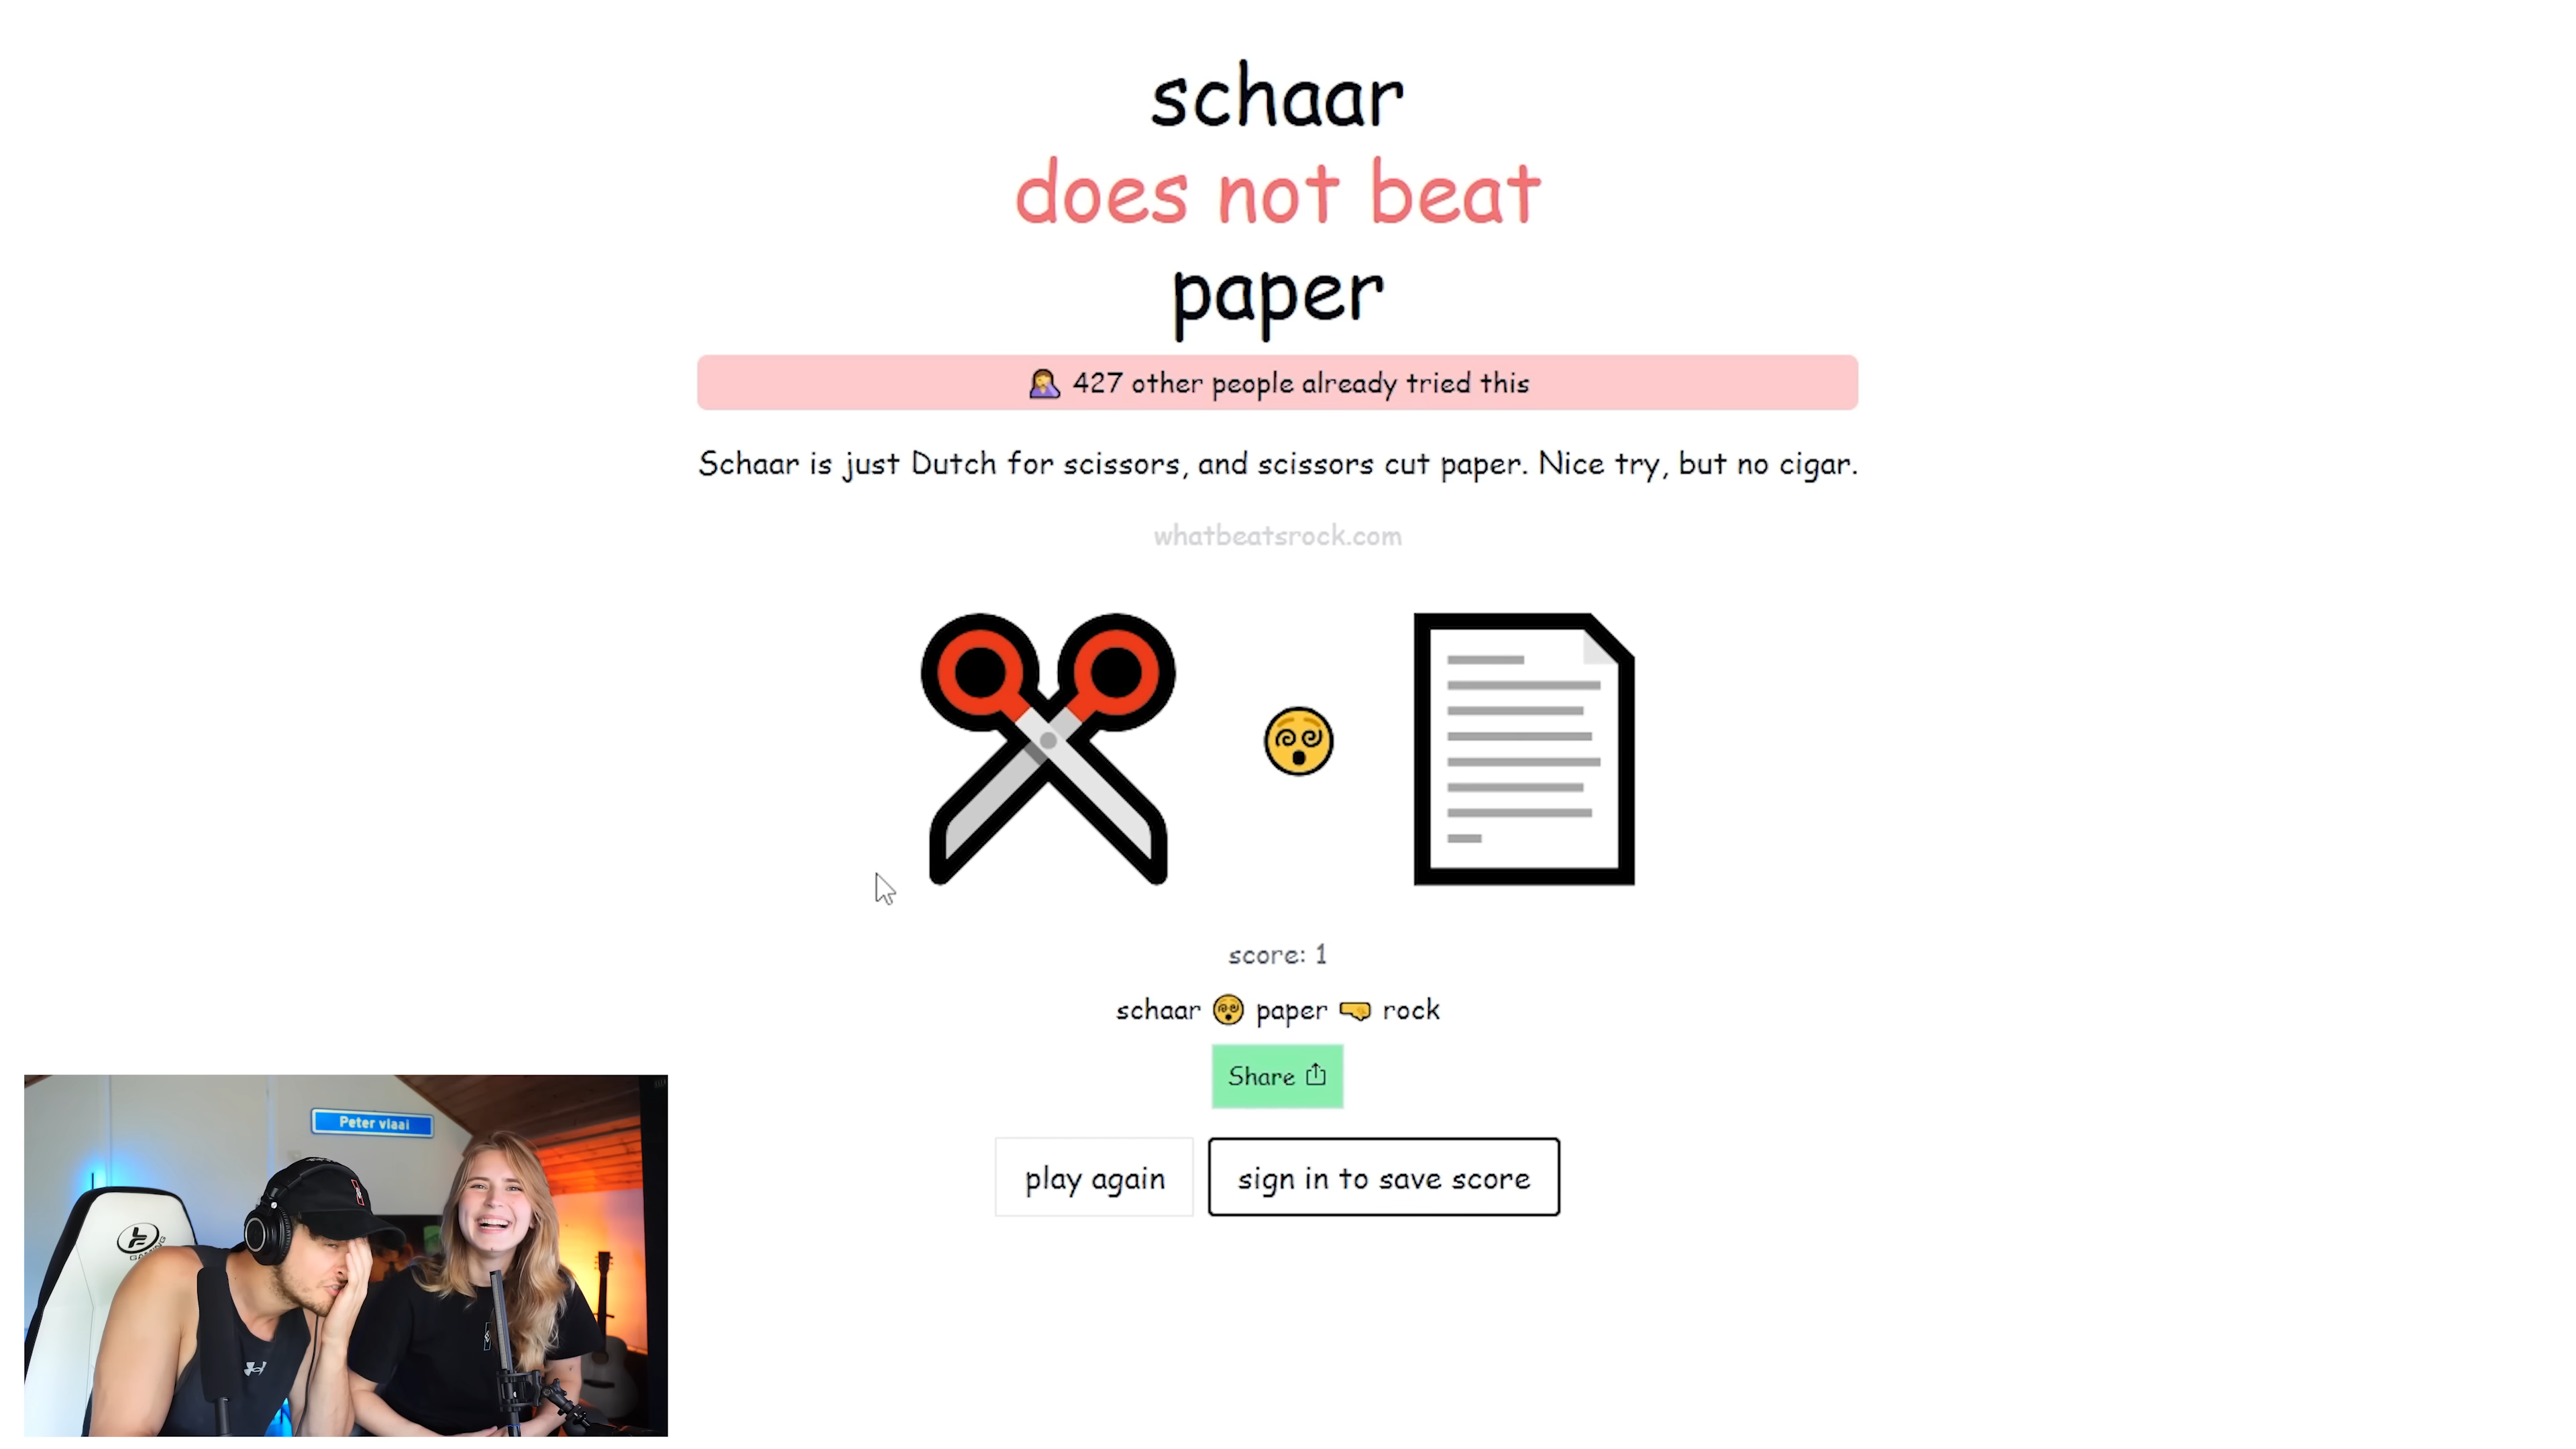 schaar
does not beat
paper
427 other people already tried this
Schaar is just Dutch for scissors, and scissors cut paper. Nice try, but no cigar.
whatbeatsrock.com
score: 1
schaar paper rock
Share
play again
sign in to save score
Peter vlaai
GAMING